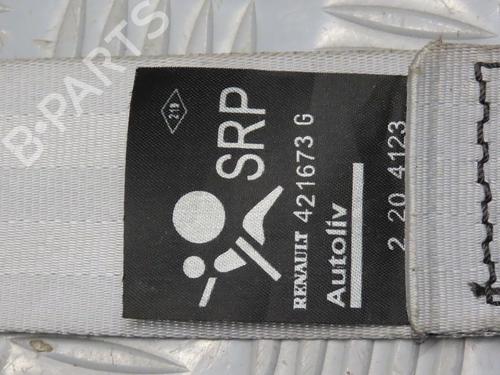 B-PARTS
219
SRP
RENAULT 421673 G
Autoliv
2 20 4123